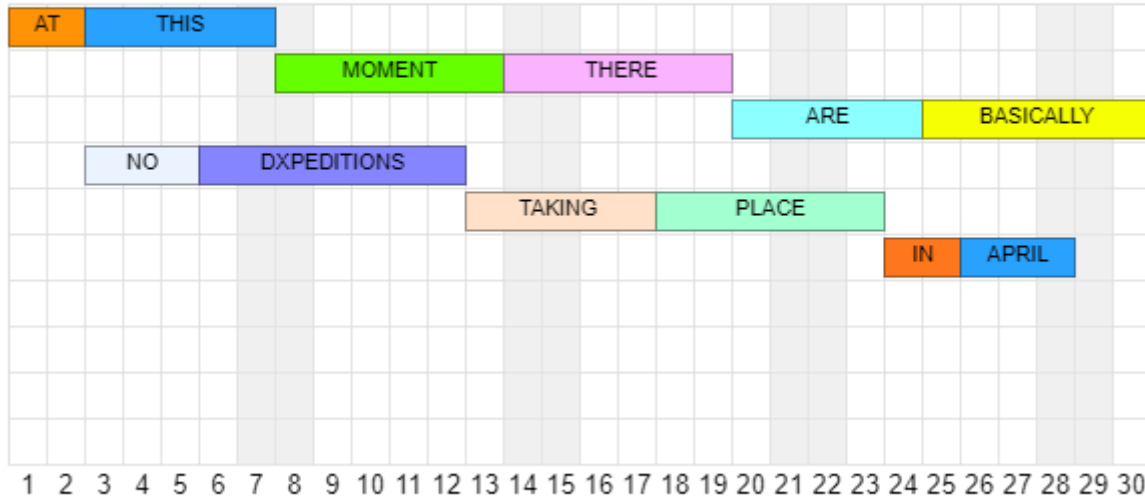 AT THIS
MOMENT THERE
ARE BASICALLY
NO DXPEDITIONS
TAKING PLACE
IN APRIL
1 2 3 4 5 6 7 8 9 10 11 12 13 14 15 16 17 18 19 20 21 22 23 24 25 26 27 28 29 30